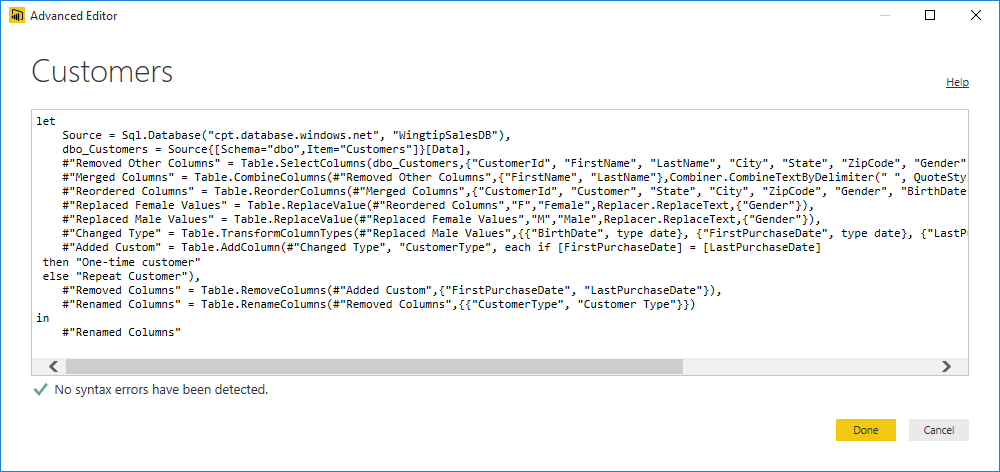 Advanced Editor
Customers
Help
let
    Source = Sql.Database("cpt.database.windows.net", "WingtipSalesDB"),
    dbo_Customers = Source{[Schema="dbo",Item="Customers"]}[Data],
    #"Removed Other Columns" = Table.SelectColumns(dbo_Customers,{"CustomerId", "FirstName", "LastName", "City", "State", "ZipCode", "Gender"
    #"Merged Columns" = Table.CombineColumns(#"Removed Other Columns",{"FirstName", "LastName"},Combiner.CombineTextByDelimiter(" ", QuoteSty
    #"Reordered Columns" = Table.ReorderColumns(#"Merged Columns",{"CustomerId", "Customer", "State", "City", "ZipCode", "Gender", "BirthDate
    #"Replaced Female Values" = Table.ReplaceValue(#"Reordered Columns","F","Female",Replacer.ReplaceText,{"Gender"}),
    #"Replaced Male Values" = Table.ReplaceValue(#"Replaced Female Values","M","Male",Replacer.ReplaceText,{"Gender"}),
    #"Changed Type" = Table.TransformColumnTypes(#"Replaced Male Values",{{"BirthDate", type date}, {"FirstPurchaseDate", type date}, {"LastPu
    #"Added Custom" = Table.AddColumn(#"Changed Type", "CustomerType", each if [FirstPurchaseDate] = [LastPurchaseDate]
 then "One-time customer"
 else "Repeat Customer"),
    #"Removed Columns" = Table.RemoveColumns(#"Added Custom",{"FirstPurchaseDate", "LastPurchaseDate"}),
    #"Renamed Columns" = Table.RenameColumns(#"Removed Columns",{{"CustomerType", "Customer Type"}})
in
    #"Renamed Columns"
No syntax errors have been detected.
Done
Cancel